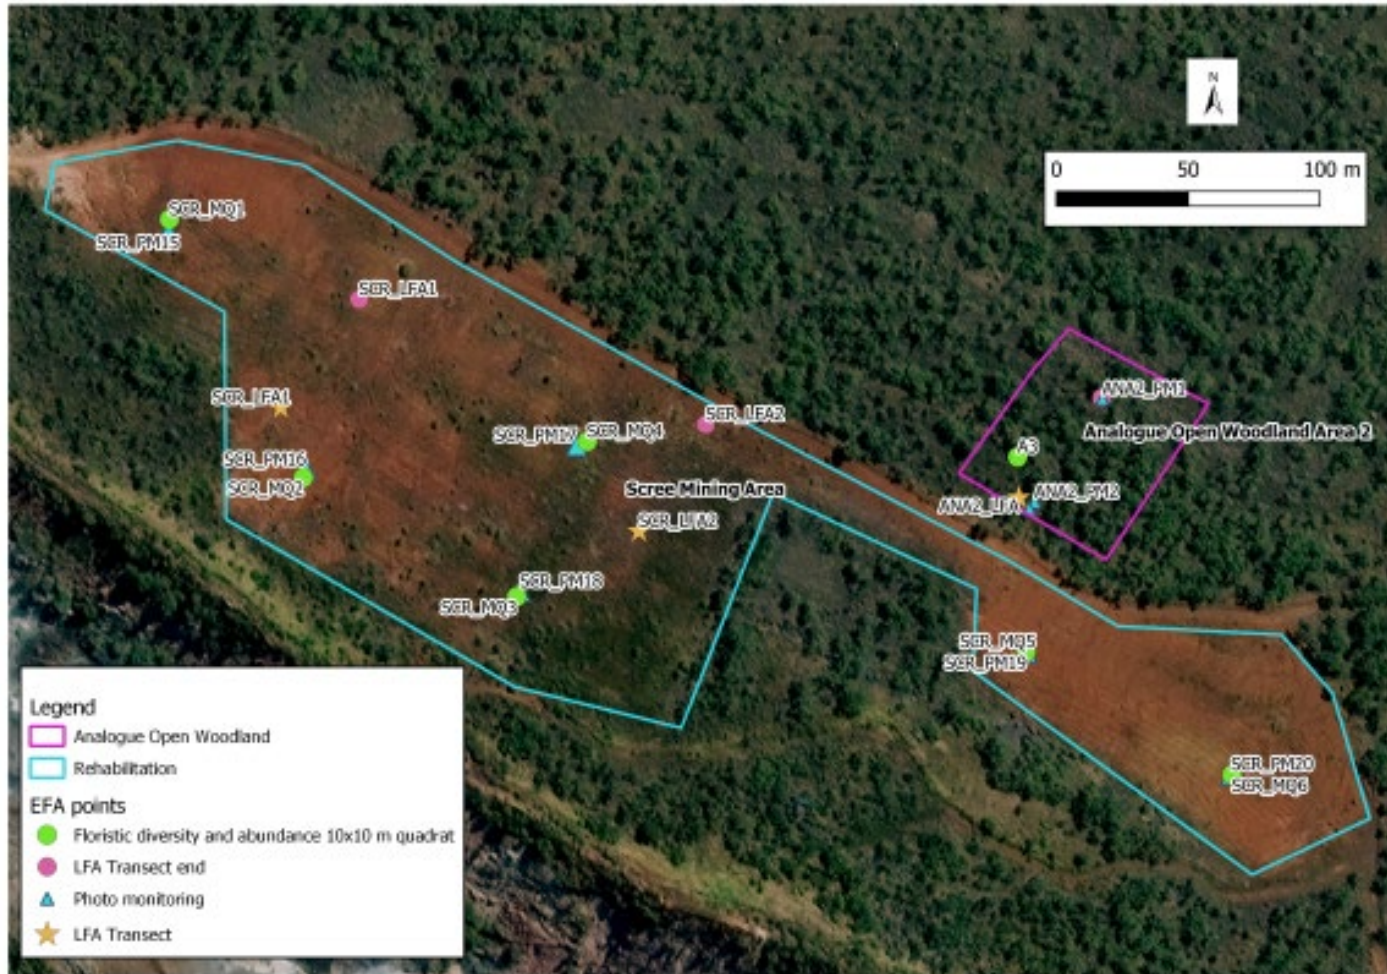 N
0 50 100 m
SCR_MQ1
SCR_PM15
SCR_LFA1
SCR_LFA1
SCR_LFA2
ANA2_PM1
SCR_PM17 SCR_MQ4
Analogue Open Woodland Area 2
A3
SCR_PM16
SCR_MQ2
Scree Mining Area
ANA2_PM2
ANA2_LFA
SCR_LFA2
SCR_PM18
SCR_MQ3
SCR_MQ5
SCR_PM19
SCR_PM20
SCR_MQ6
Legend
Analogue Open Woodland
Rehabilitation
EFA points
Floristic diversity and abundance 10x10 m quadrat
LFA Transect end
Photo monitoring
LFA Transect